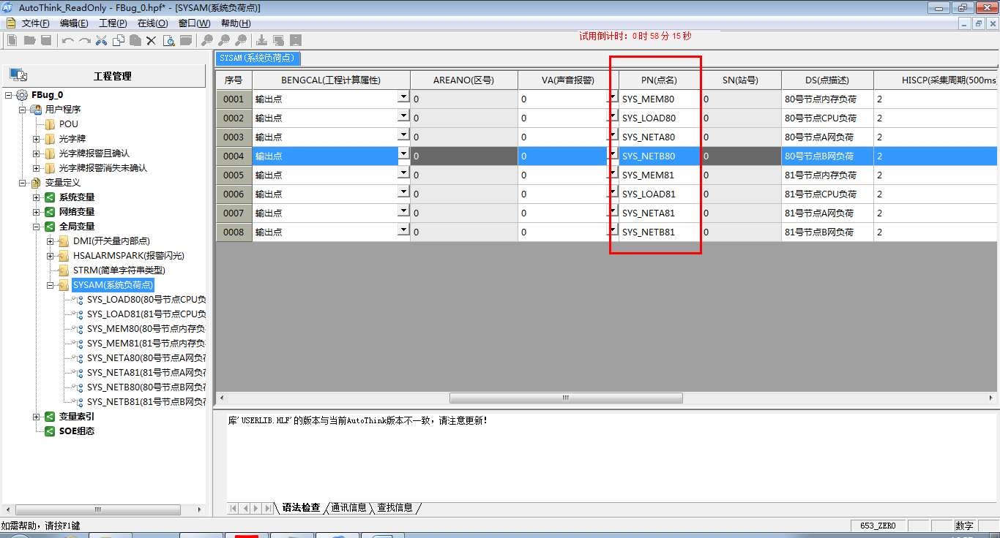 AutoThink_ReadOnly - FBug_0.hpf* - [SYSAM(系统负荷点)]
文件(F) 编辑(E) 工程(P) 在线(O) 窗口(W) 帮助(H)
试用倒计时: 0 时 58 分 15 秒
工程管理
FBug_0
用户程序
POU
光字牌
光字牌报警且确认
光字牌报警消失未确认
变量定义
系统变量
网络变量
全局变量
DMI(开关量内部点)
HSALARMSPARK(报警闪光)
STRM(简单字符串类型)
SYSAM(系统负荷点)
SYS_LOAD80(80号节点CPU负
SYS_LOAD81(81号节点CPU负
SYS_MEM80(80号节点内存负
SYS_MEM81(81号节点内存负
SYS_NETA80(80号节点A网负
SYS_NETA81(81号节点A网负
SYS_NETB80(80号节点B网负
SYS_NETB81(81号节点B网负
变量索引
SOE组态
SYSAM(系统负荷点)
序号 BENGCAL(工程计算属性) AREANO(区号) VA(声音报警) PN(点名) SN(站号) DS(点描述) HISCP(采集周期(500ms
0001 输出点 0 0 SYS_MEM80 0 80号节点内存负荷 2
0002 输出点 0 0 SYS_LOAD80 0 80号节点CPU负荷 2
0003 输出点 0 0 SYS_NETA80 0 80号节点A网负荷 2
0004 输出点 0 0 SYS_NETB80 0 80号节点B网负荷 2
0005 输出点 0 0 SYS_MEM81 0 81号节点内存负荷 2
0006 输出点 0 0 SYS_LOAD81 0 81号节点CPU负荷 2
0007 输出点 0 0 SYS_NETA81 0 81号节点A网负荷 2
0008 输出点 0 0 SYS_NETB81 0 81号节点B网负荷 2
库'USERLIB.HLF'的版本与当前AutoThink版本不一致，请注意更新!
语法检查 通讯信息 查找信息
如需帮助，请按F1键
653_ZERO
数字